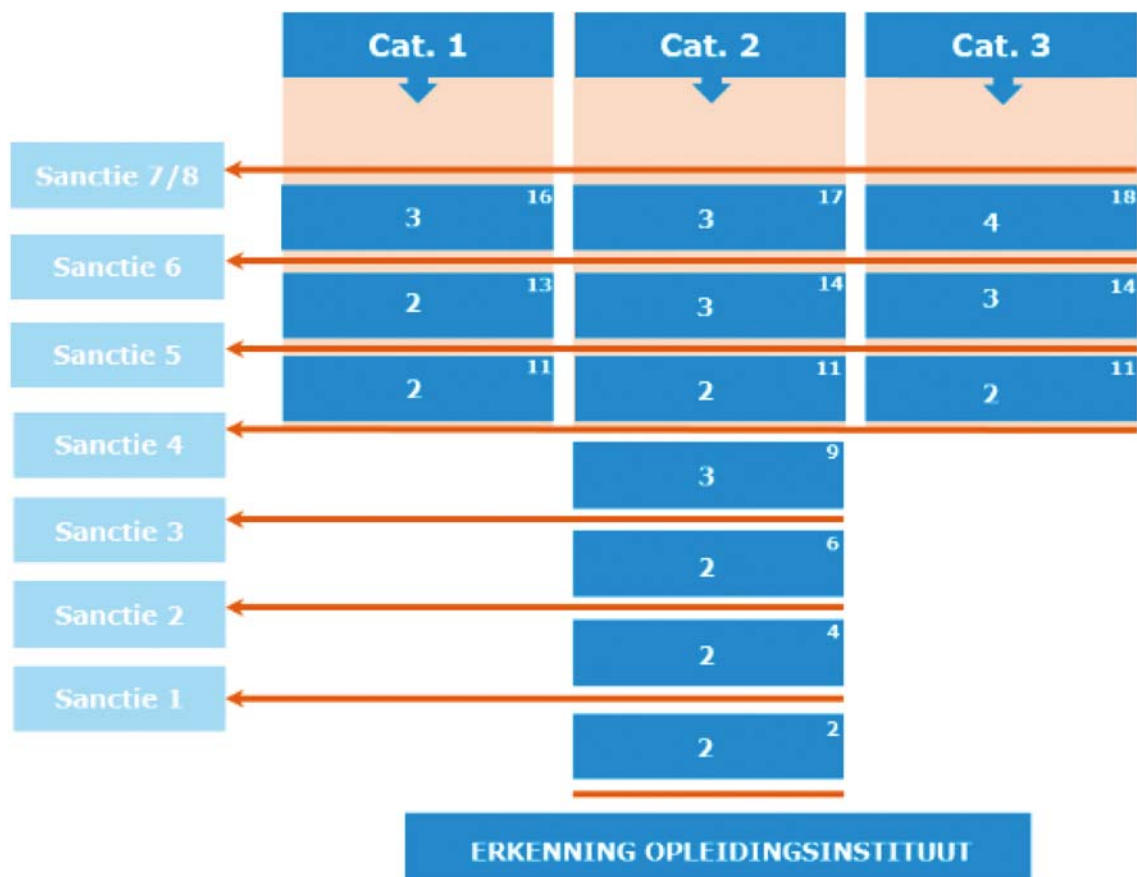 Cat. 1 Cat. 2 Cat. 3
Sanctie 7/8
3 16 3 17 4 18
Sanctie 6
2 13 3 14 3 14
Sanctie 5
2 11 2 11 2 11
Sanctie 4
3 9
Sanctie 3
2 6
Sanctie 2
2 4
Sanctie 1
2 2
ERKENNING OPLEIDINGSINSTITUUT